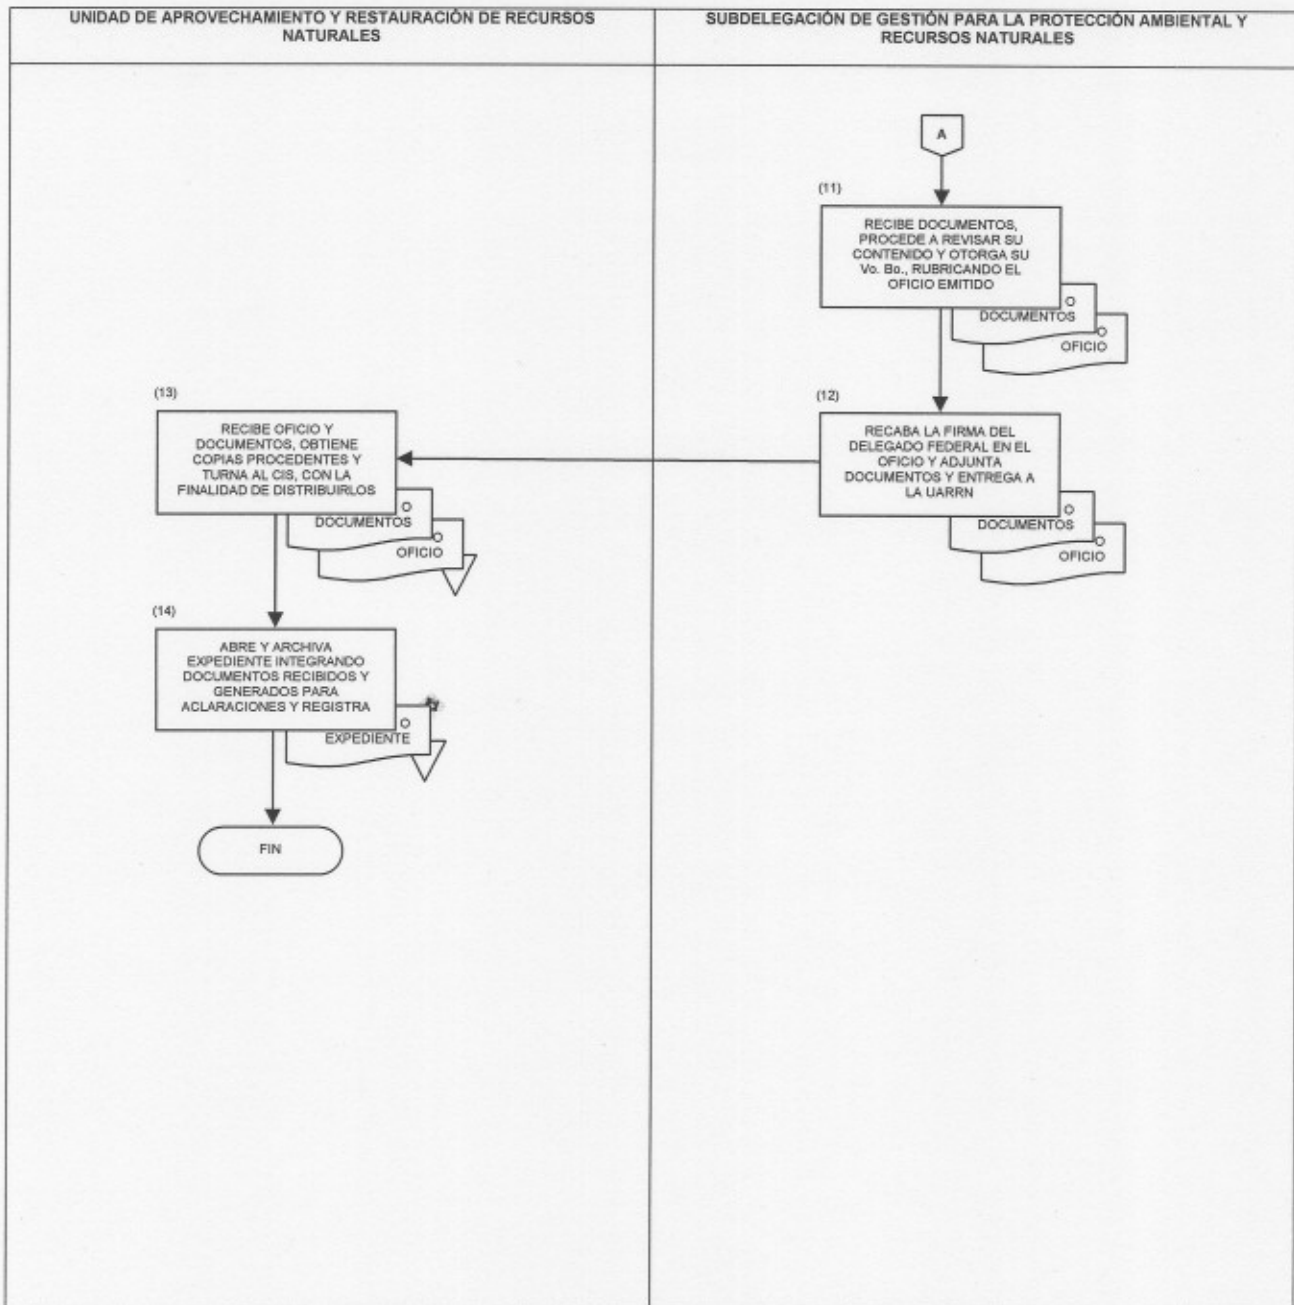 UNIDAD DE APROVECHAMIENTO Y RESTAURACIÓN DE RECURSOS
NATURALES
SUBDELEGACIÓN DE GESTIÓN PARA LA PROTECCIÓN AMBIENTAL Y
RECURSOS NATURALES
A
(11)
RECIBE DOCUMENTOS,
PROCEDE A REVISAR SU
CONTENIDO Y OTORGA SU
Vo. Bo., RUBRICANDO EL
OFICIO EMITIDO
O
DOCUMENTOS
O
OFICIO
(12)
RECABA LA FIRMA DEL
DELEGADO FEDERAL EN EL
OFICIO Y ADJUNTA
DOCUMENTOS Y ENTREGA A
LA UARRN
O
DOCUMENTOS
O
OFICIO
(13)
RECIBE OFICIO Y
DOCUMENTOS, OBTIENE
COPIAS PROCEDENTES Y
TURNA AL CIS, CON LA
FINALIDAD DE DISTRIBUIRLOS
O
DOCUMENTOS
O
OFICIO
(14)
ABRE Y ARCHIVA
EXPEDIENTE INTEGRANDO
DOCUMENTOS RECIBIDOS Y
GENERADOS PARA
ACLARACIONES Y REGISTRA
O
EXPEDIENTE
FIN